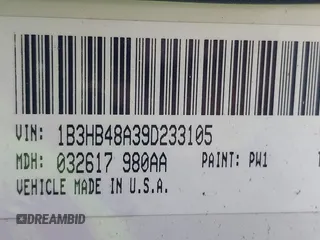 VIN: 1B3HB48A39D233105
MDH: 032617 980AA PAINT: PW1
VEHICLE MADE IN U.S.A.
DREAMBID